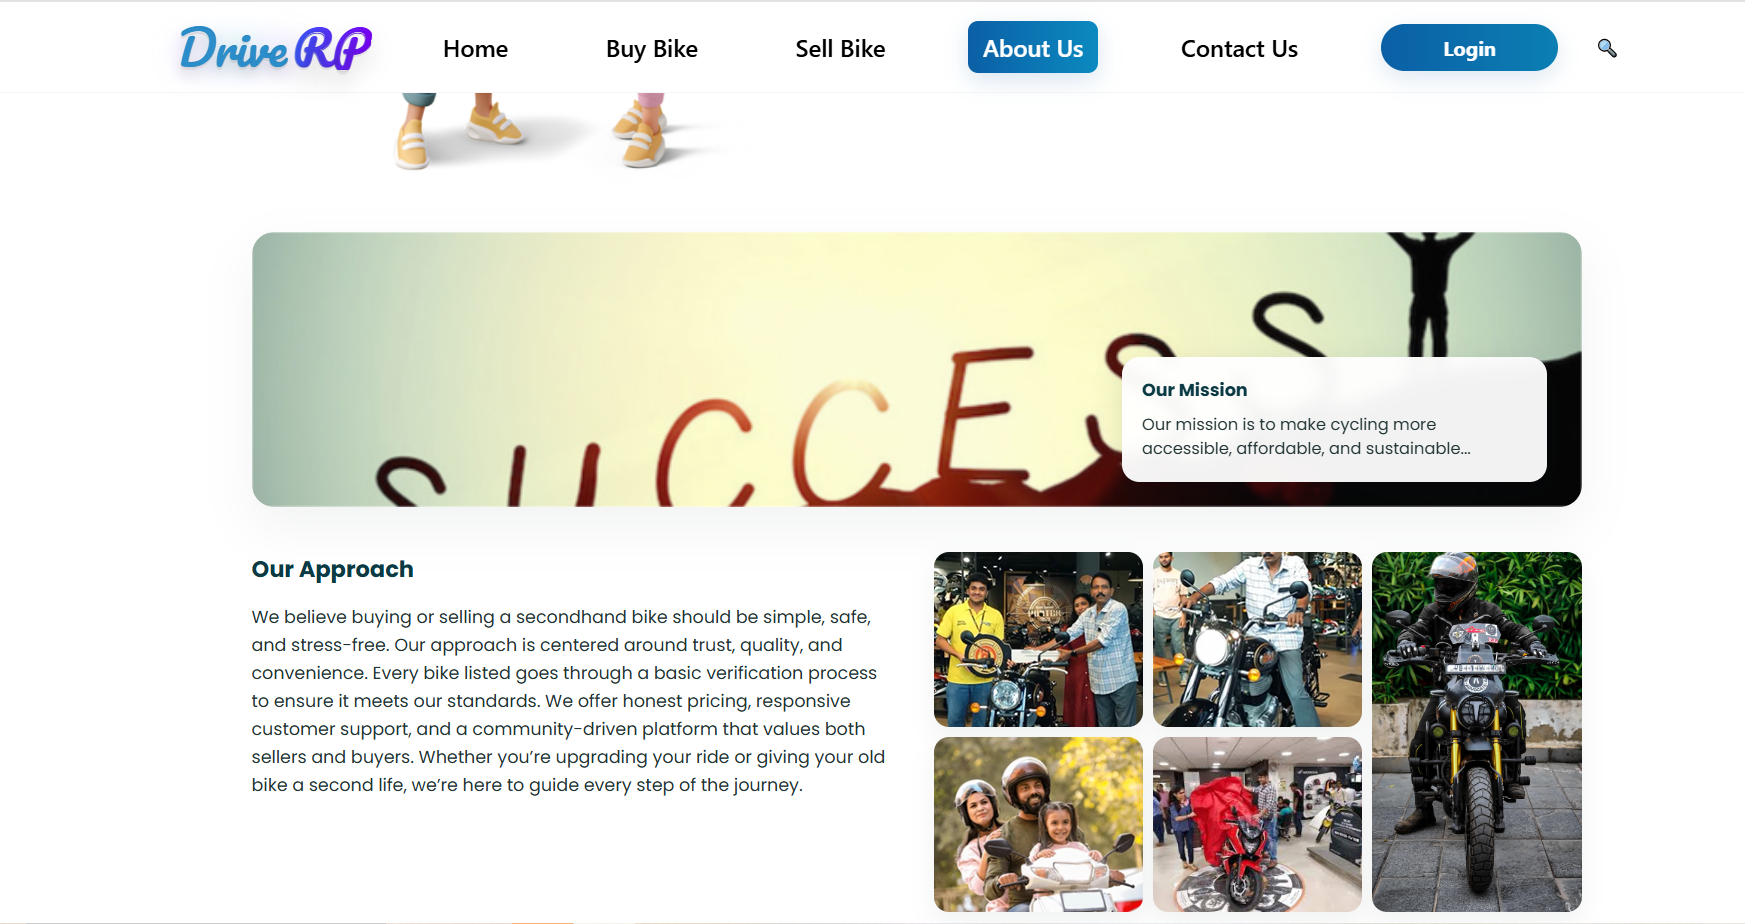 Drive RP
Home
Buy Bike
Sell Bike
About Us
Contact Us
Login
SUCCESS
Our Mission
Our mission is to make cycling more
accessible, affordable, and sustainable...
Our Approach
We believe buying or selling a secondhand bike should be simple, safe,
and stress-free. Our approach is centered around trust, quality, and
convenience. Every bike listed goes through a basic verification process
to ensure it meets our standards. We offer honest pricing, responsive
customer support, and a community-driven platform that values both
sellers and buyers. Whether you’re upgrading your ride or giving your old
bike a second life, we’re here to guide every step of the journey.